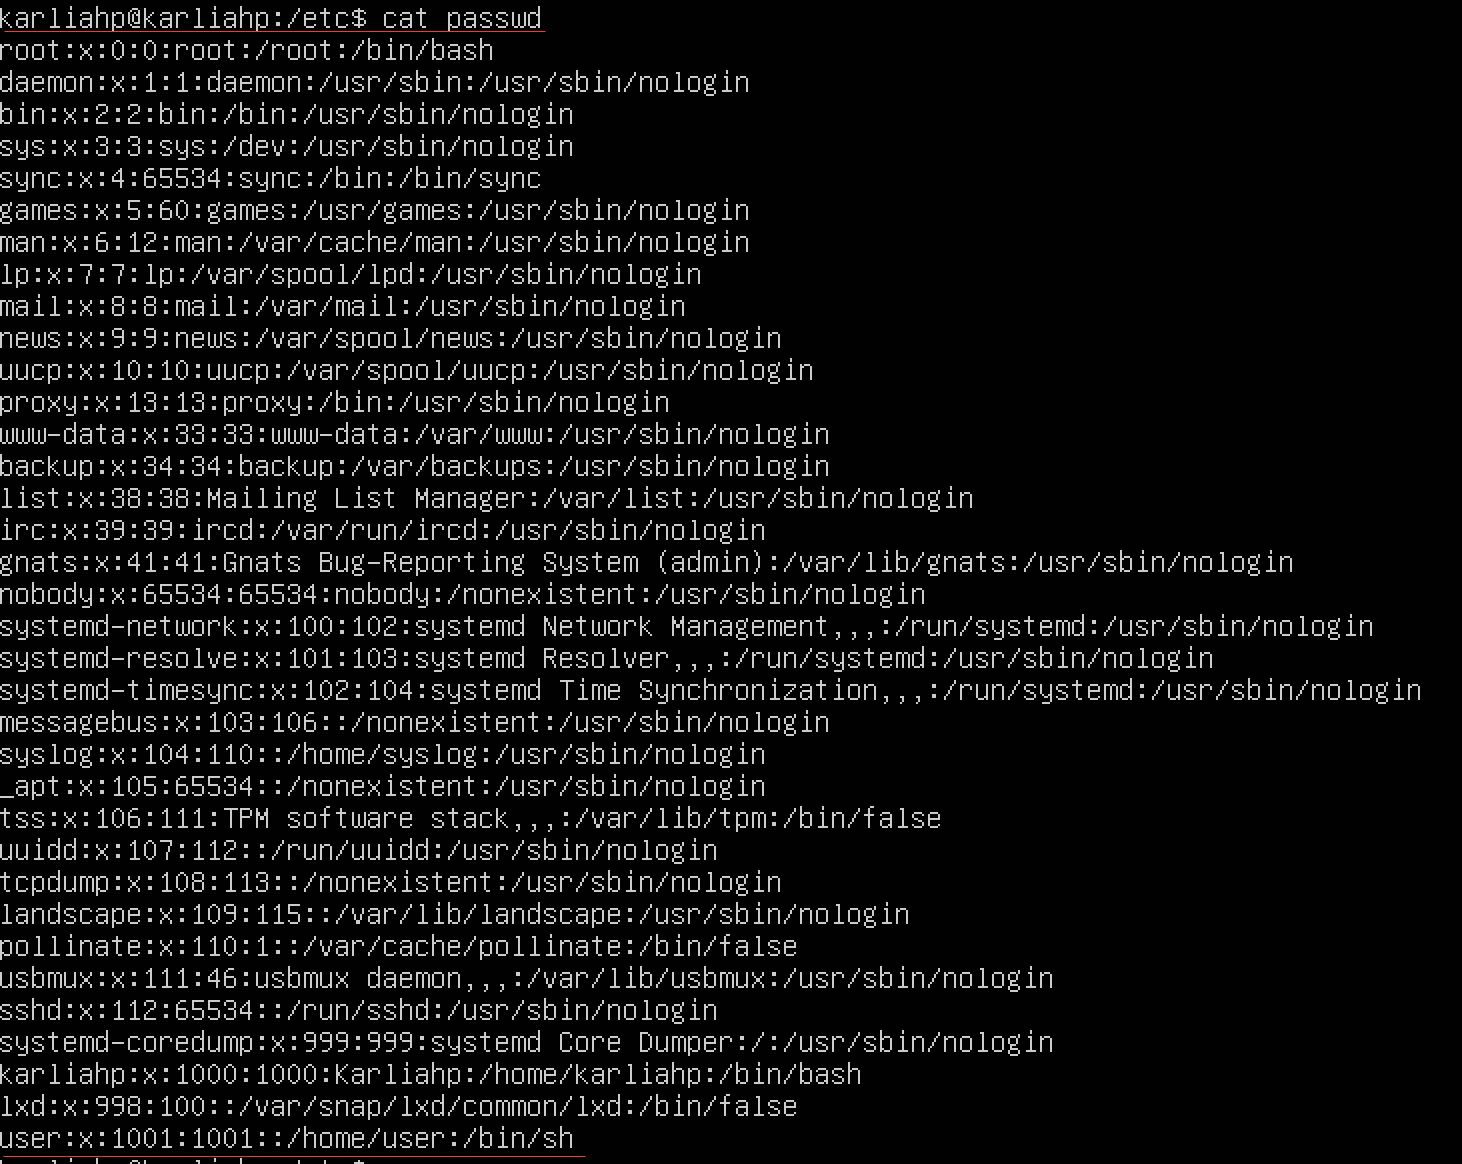 karliahp@karliahp:/etc$ cat passwd
root:x:0:0:root:/root:/bin/bash
daemon:x:1:1:daemon:/usr/sbin:/usr/sbin/nologin
bin:x:2:2:bin:/bin:/usr/sbin/nologin
sys:x:3:3:sys:/dev:/usr/sbin/nologin
sync:x:4:65534:sync:/bin:/bin/sync
games:x:5:60:games:/usr/games:/usr/sbin/nologin
man:x:6:12:man:/var/cache/man:/usr/sbin/nologin
lp:x:7:7:lp:/var/spool/lpd:/usr/sbin/nologin
mail:x:8:8:mail:/var/mail:/usr/sbin/nologin
news:x:9:9:news:/var/spool/news:/usr/sbin/nologin
uucp:x:10:10:uucp:/var/spool/uucp:/usr/sbin/nologin
proxy:x:13:13:proxy:/bin:/usr/sbin/nologin
www-data:x:33:33:www-data:/var/www:/usr/sbin/nologin
backup:x:34:34:backup:/var/backups:/usr/sbin/nologin
list:x:38:38:Mailing List Manager:/var/list:/usr/sbin/nologin
irc:x:39:39:ircd:/var/run/ircd:/usr/sbin/nologin
gnats:x:41:41:Gnats Bug-Reporting System (admin):/var/lib/gnats:/usr/sbin/nologin
nobody:x:65534:65534:nobody:/nonexistent:/usr/sbin/nologin
systemd-network:x:100:102:systemd Network Management,,,:/run/systemd:/usr/sbin/nologin
systemd-resolve:x:101:103:systemd Resolver,,,:/run/systemd:/usr/sbin/nologin
systemd-timesync:x:102:104:systemd Time Synchronization,,,:/run/systemd:/usr/sbin/nologin
messagebus:x:103:106::/nonexistent:/usr/sbin/nologin
syslog:x:104:110::/home/syslog:/usr/sbin/nologin
_apt:x:105:65534::/nonexistent:/usr/sbin/nologin
tss:x:106:111:TPM software stack,,,:/var/lib/tpm:/bin/false
uuidd:x:107:112::/run/uuidd:/usr/sbin/nologin
tcpdump:x:108:113::/nonexistent:/usr/sbin/nologin
landscape:x:109:115::/var/lib/landscape:/usr/sbin/nologin
pollinate:x:110:1::/var/cache/pollinate:/bin/false
usbmux:x:111:46:usbmux daemon,,,:/var/lib/usbmux:/usr/sbin/nologin
sshd:x:112:65534::/run/sshd:/usr/sbin/nologin
systemd-coredump:x:999:999:systemd Core Dumper:/:/usr/sbin/nologin
karliahp:x:1000:1000:Karliahp:/home/karliahp:/bin/bash
lxd:x:998:100::/var/snap/lxd/common/lxd:/bin/false
user:x:1001:1001::/home/user:/bin/sh